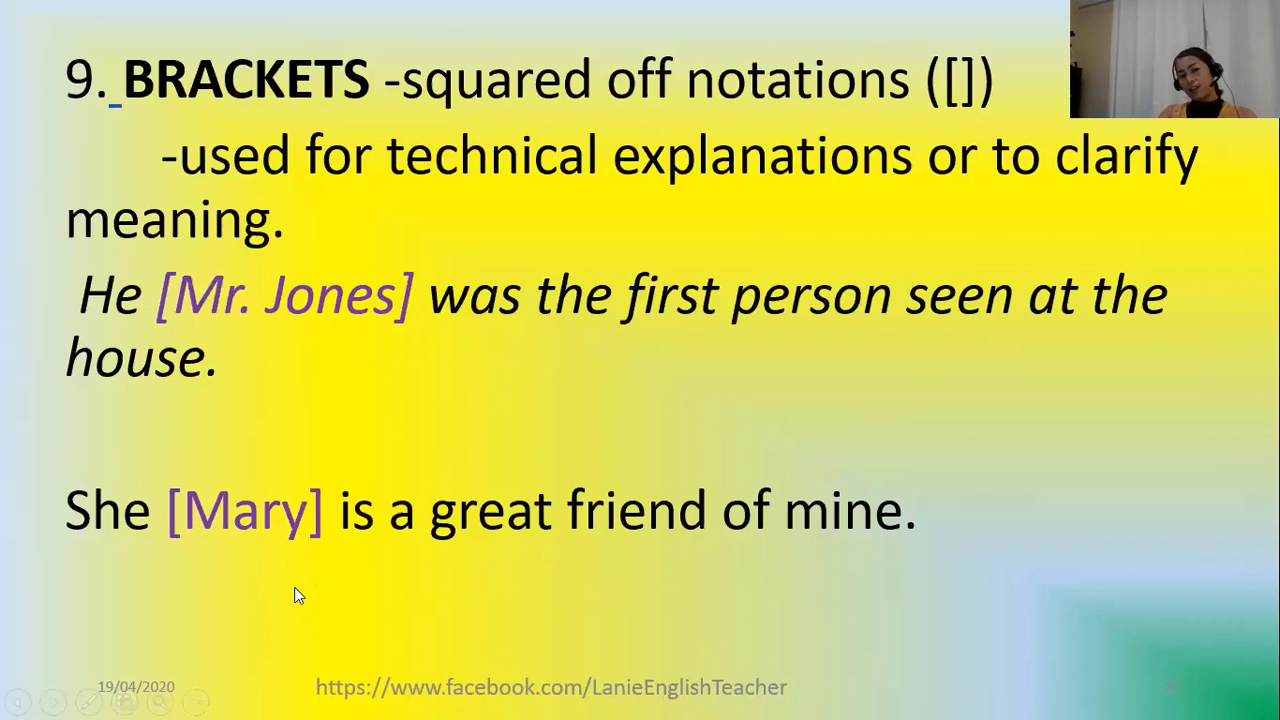 9. BRACKETS -squared off notations ([])
-used for technical explanations or to clarify
meaning.
He [Mr. Jones] was the first person seen at the
house.
She [Mary] is a great friend of mine.
19/04/2020
https://www.facebook.com/LanieEnglishTeacher